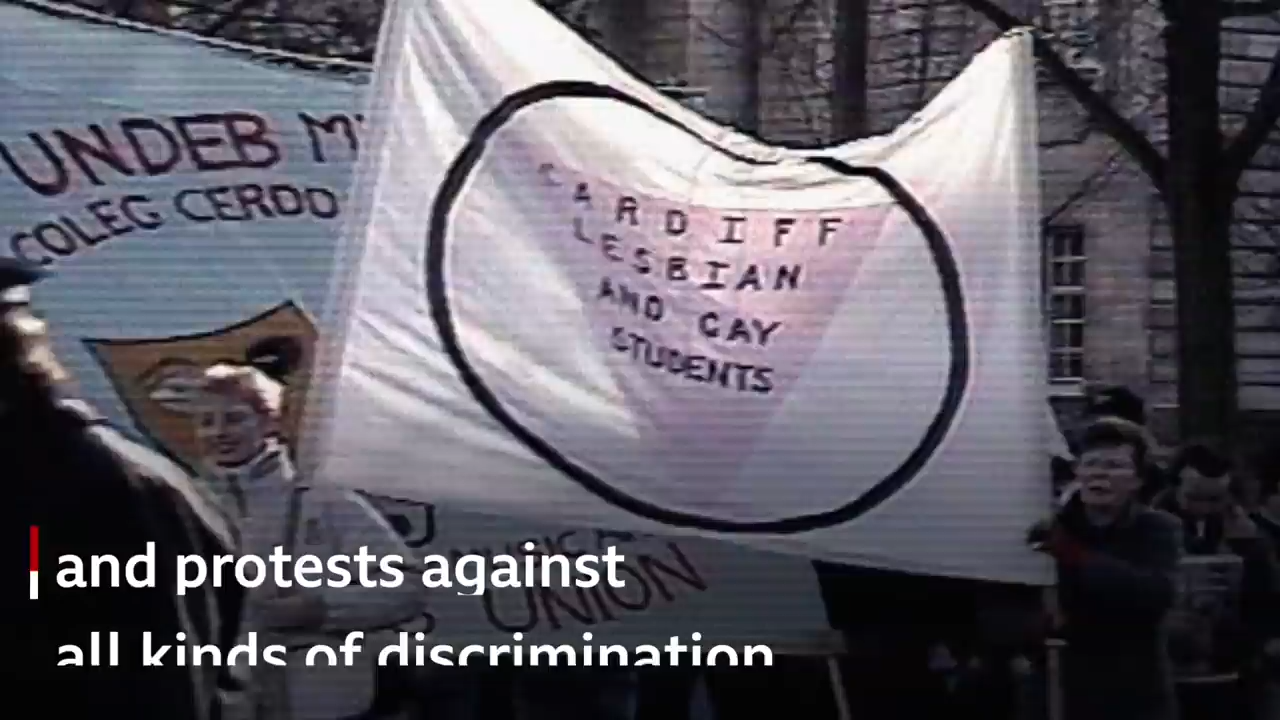 UNDEB
COLEG CERDD
CARDIFF
LESBIAN
AND GAY
STUDENTS
UNION
and protests against
all kinds of discrimination